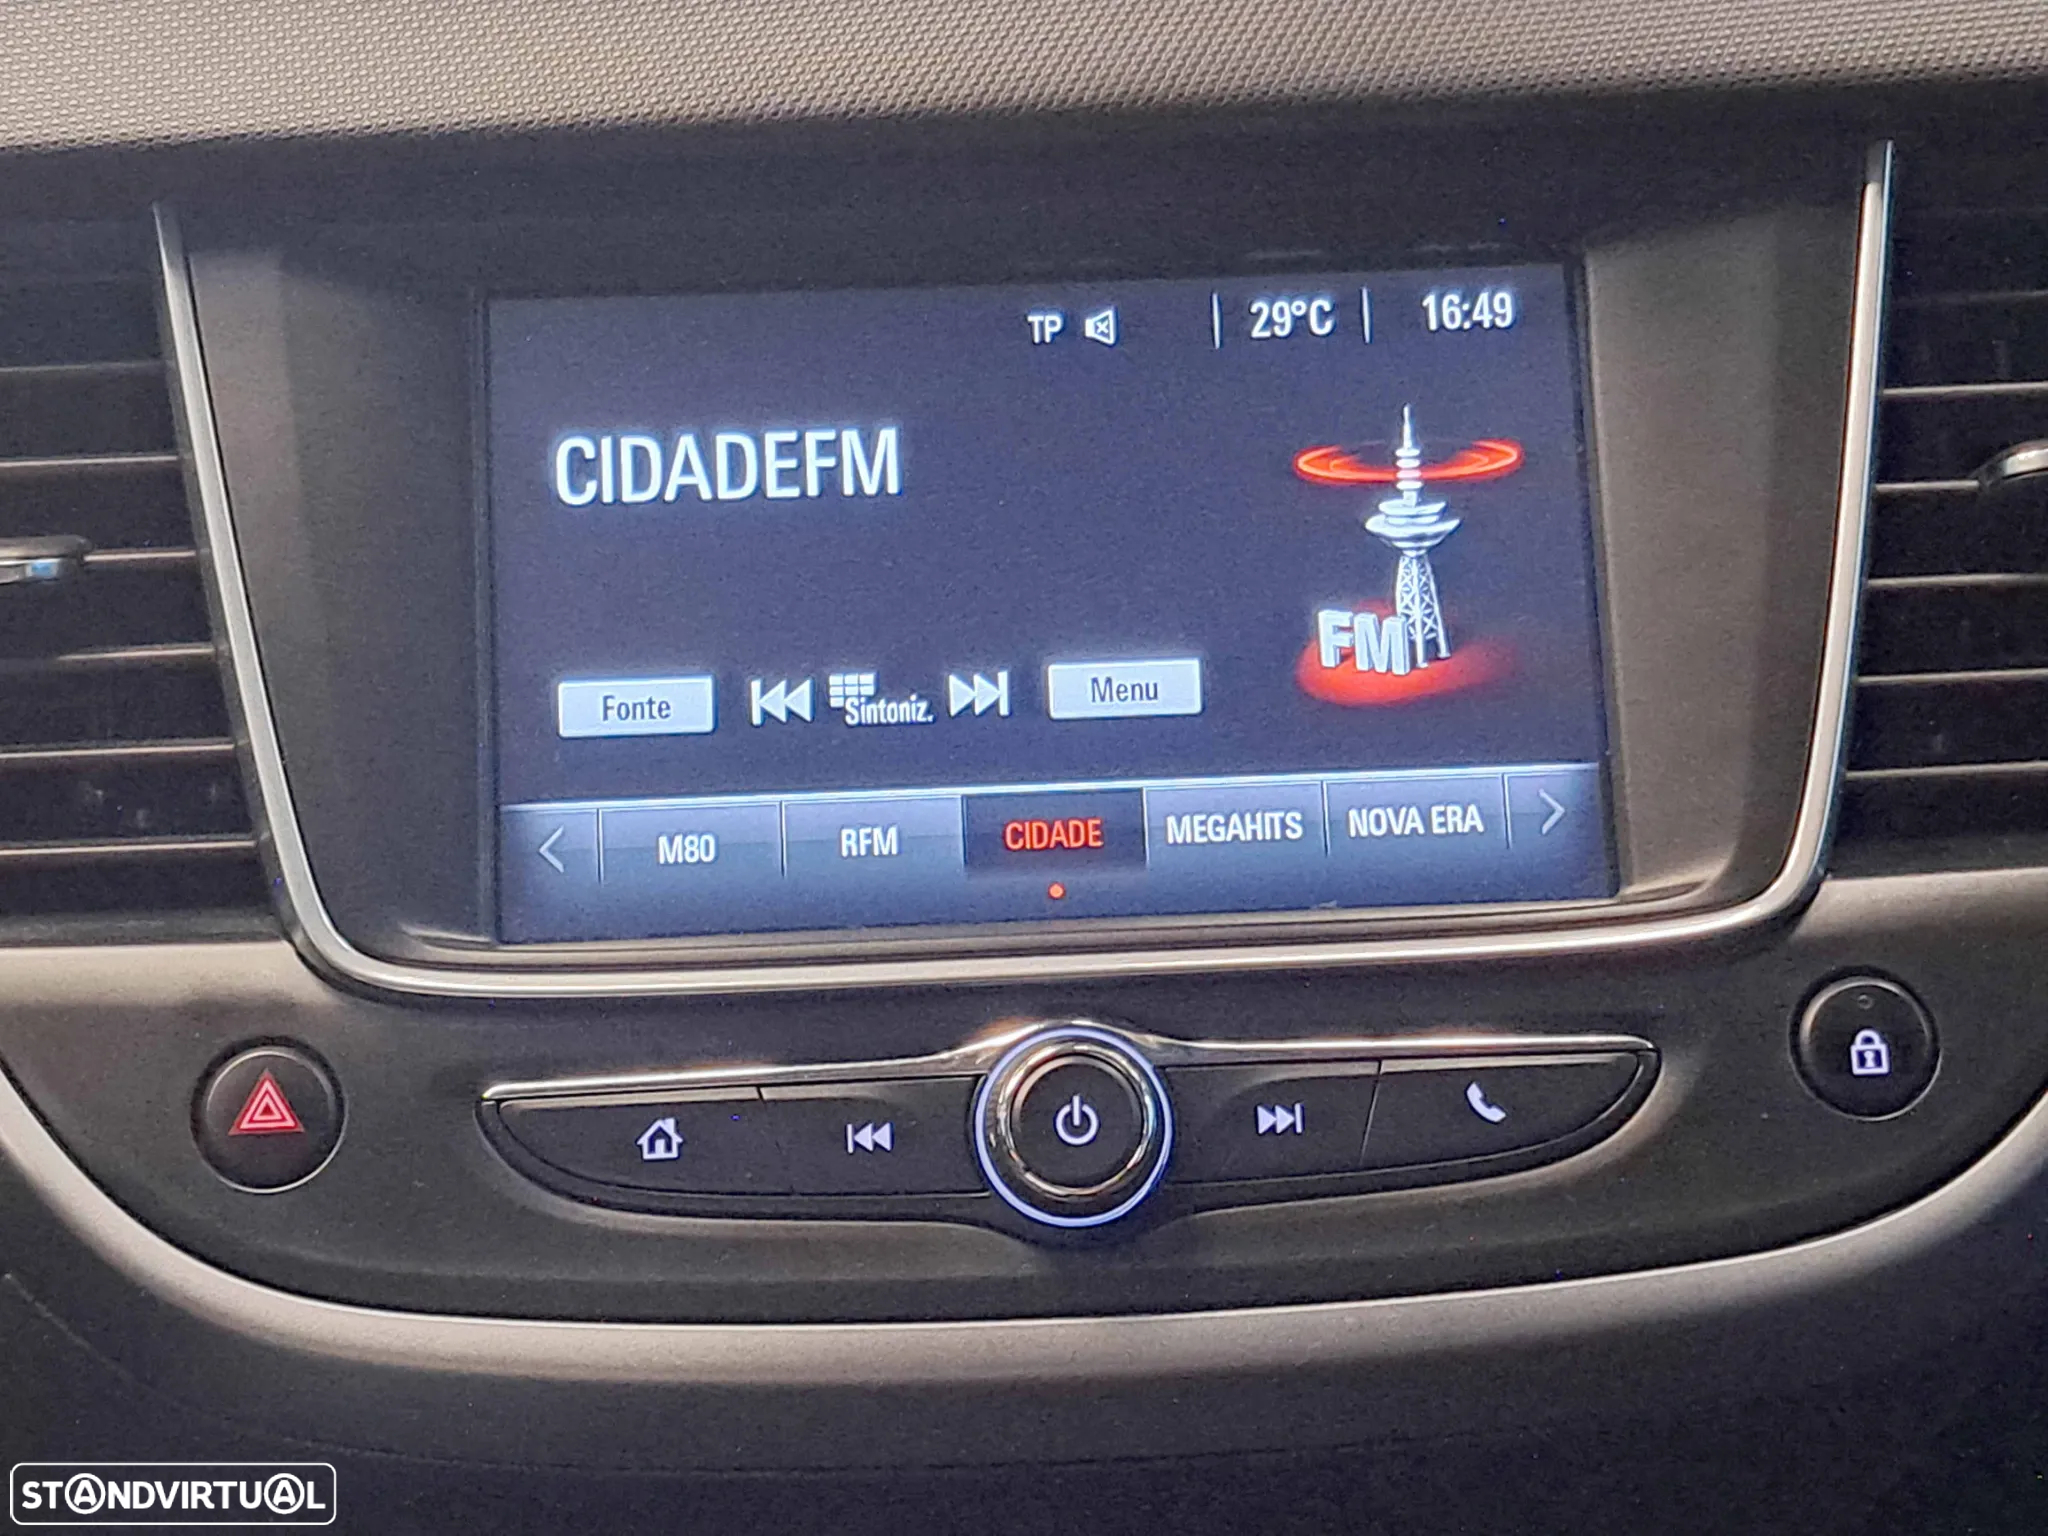 TP 29°C 16:49
CIDADEFM
FM
Fonte Sintoniz. Menu
M80 RFM CIDADE MEGAHITS NOVA ERA
STANDVIRTUAL